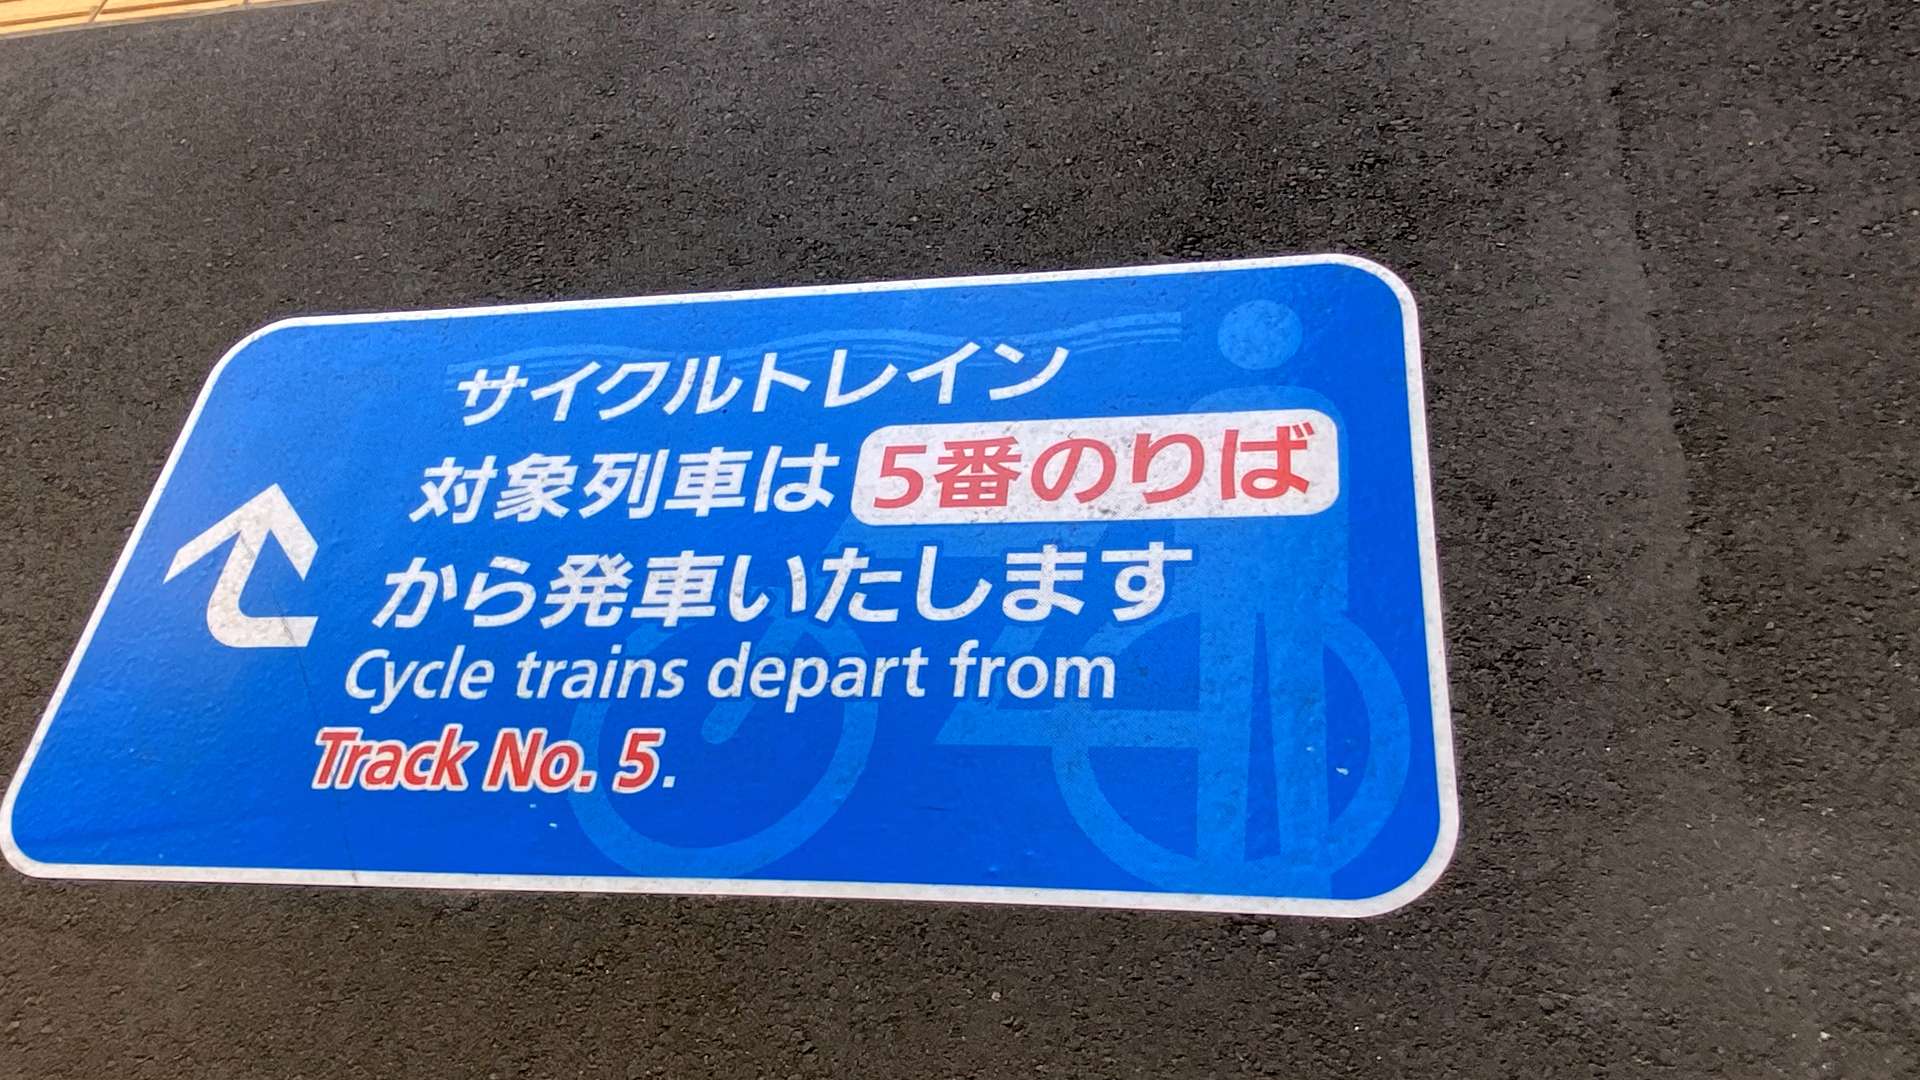 サイクルトレイン
対象列車は5番のりば
から発車いたします
Cycle trains depart from
Track No. 5.